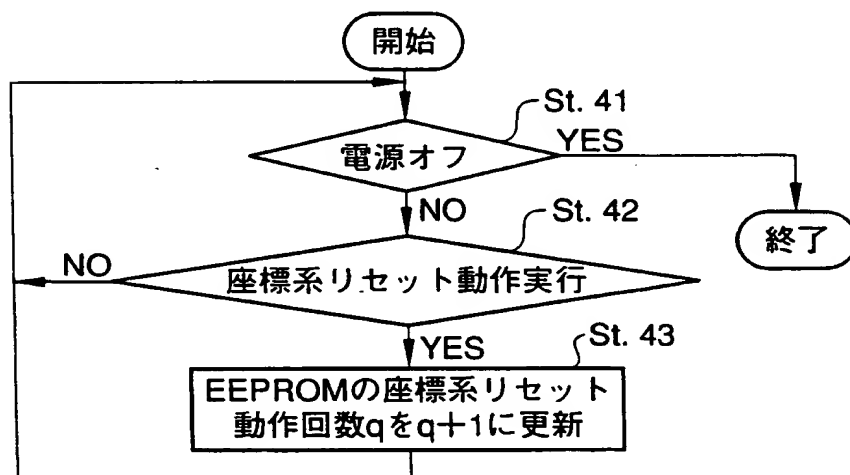 開始
St. 41
電源オフ
YES
NO
St. 42
終了
NO
座標系リセット動作実行
YES
St. 43
EEPROMの座標系リセット
動作回数qをq+1に更新